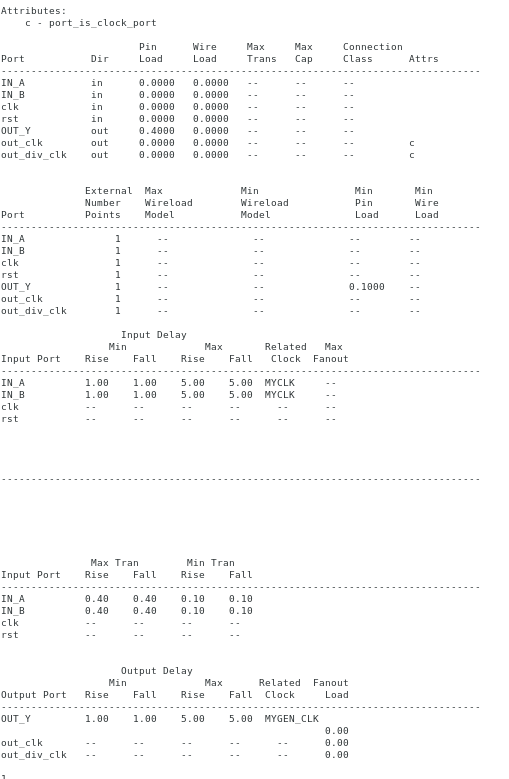 Attributes:
    c - port_is_clock_port
                       Pin      Wire     Max     Max     Connection
Port           Dir     Load     Load     Trans   Cap     Class      Attrs
--------------------------------------------------------------------------------
IN_A           in      0.0000   0.0000   --      --      --
IN_B           in      0.0000   0.0000   --      --      --
clk            in      0.0000   0.0000   --      --      --
rst            in      0.0000   0.0000   --      --      --
OUT_Y          out     0.4000   0.0000   --      --      --
out_clk        out     0.0000   0.0000   --      --      --         c
out_div_clk    out     0.0000   0.0000   --      --      --         c
              External  Max             Min                Min       Min
              Number    Wireload        Wireload           Pin       Wire
Port          Points    Model           Model              Load      Load
--------------------------------------------------------------------------------
IN_A               1      --              --              --        --
IN_B               1      --              --              --        --
clk                1      --              --              --        --
rst                1      --              --              --        --
OUT_Y              1      --              --              0.1000    --
out_clk            1      --              --              --        --
out_div_clk        1      --              --              --        --
                    Input Delay
                  Min             Max       Related   Max
Input Port    Rise    Fall    Rise    Fall   Clock  Fanout
--------------------------------------------------------------------------------
IN_A          1.00    1.00    5.00    5.00  MYCLK     --
IN_B          1.00    1.00    5.00    5.00  MYCLK     --
clk           --      --      --      --      --      --
rst           --      --      --      --      --      --
--------------------------------------------------------------------------------
               Max Tran        Min Tran
Input Port    Rise    Fall    Rise    Fall
--------------------------------------------------------------------------------
IN_A          0.40    0.40    0.10    0.10
IN_B          0.40    0.40    0.10    0.10
clk           --      --      --      --
rst           --      --      --      --
                    Output Delay
                  Min             Max      Related  Fanout
Output Port   Rise    Fall    Rise    Fall  Clock     Load
--------------------------------------------------------------------------------
OUT_Y         1.00    1.00    5.00    5.00  MYGEN_CLK
                                                      0.00
out_clk       --      --      --      --      --      0.00
out_div_clk   --      --      --      --      --      0.00
1